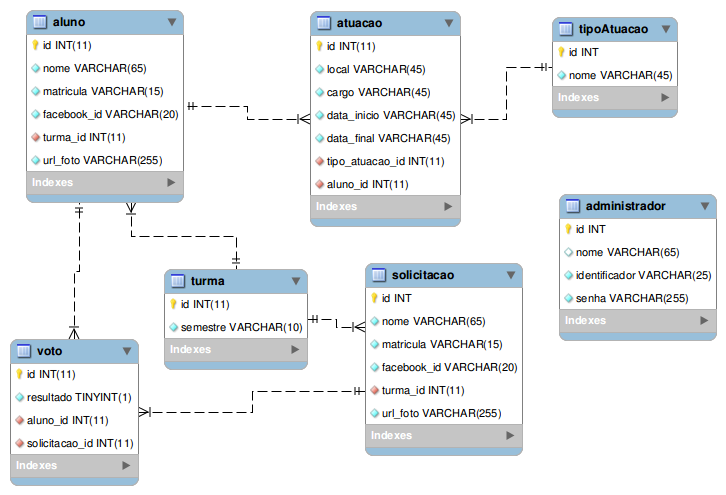 aluno
id INT(11)
nome VARCHAR(65)
matricula VARCHAR(15)
facebook_id VARCHAR(20)
turma_id INT(11)
url_foto VARCHAR(255)
Indexes
atuacao
id INT(11)
local VARCHAR(45)
cargo VARCHAR(45)
data_inicio VARCHAR(45)
data_final VARCHAR(45)
tipo_atuacao_id INT(11)
aluno_id INT(11)
Indexes
tipoAtuacao
id INT
nome VARCHAR(45)
Indexes
administrador
id INT
nome VARCHAR(65)
identificador VARCHAR(25)
senha VARCHAR(255)
Indexes
turma
id INT(11)
semestre VARCHAR(10)
Indexes
solicitacao
id INT
nome VARCHAR(65)
matricula VARCHAR(15)
facebook_id VARCHAR(20)
turma_id INT(11)
url_foto VARCHAR(255)
Indexes
voto
id INT(11)
resultado TINYINT(1)
aluno_id INT(11)
solicitacao_id INT(11)
Indexes